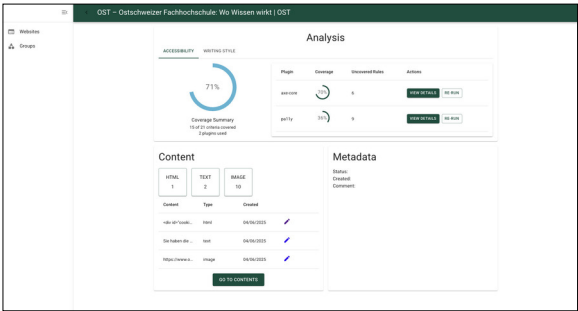 OST – Ostschweizer Fachhochschule: Wo Wissen wirkt | OST
Websites
Groups
Analysis
ACCESSIBILITY WRITING STYLE
71%
Coverage Summary
15 of 21 criteria covered
2 plugins used
Plugin Coverage Uncovered Rules Actions
axe-core 70% 6 VIEW DETAILS RE-RUN
pa11y 9 VIEW DETAILS RE-RUN
Content
HTML TEXT IMAGE
1 2 10
Content Type Created
html 04/06/2025
Sie haben die ... text 04/06/2025
https://www.o... image 04/06/2025
GO TO CONTENTS
Metadata
Status:
Created:
Comment: